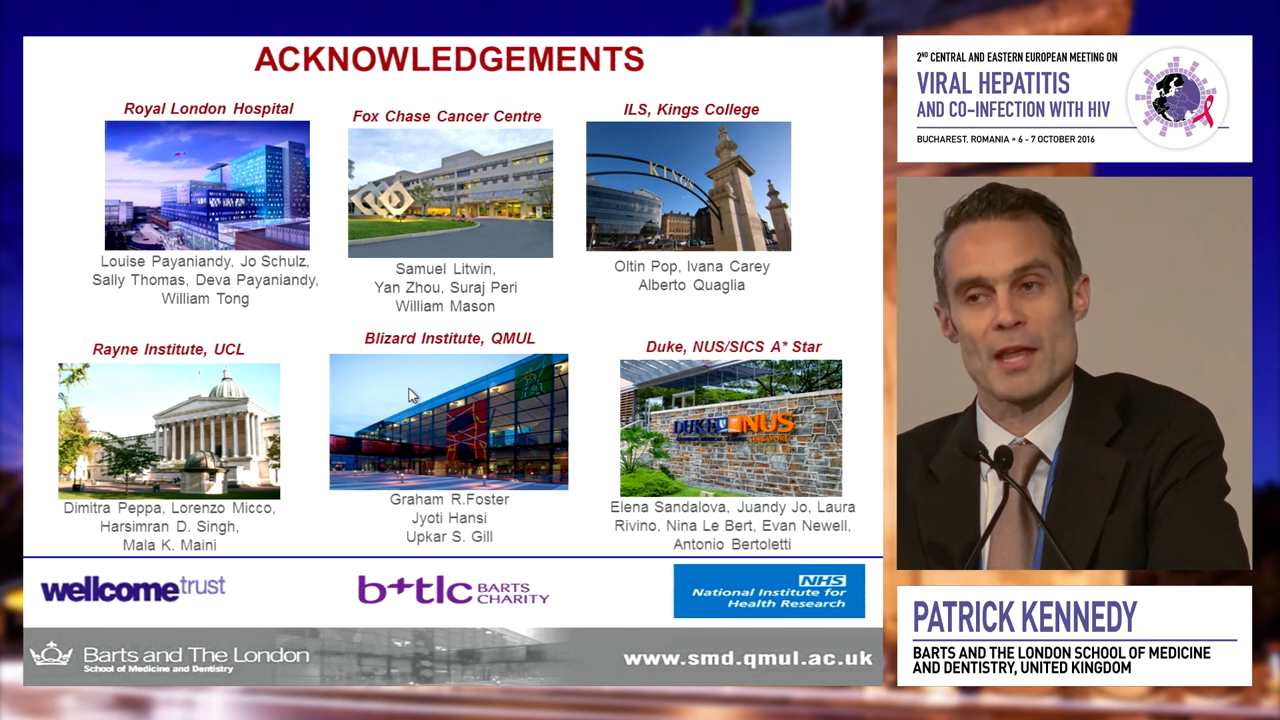 ACKNOWLEDGEMENTS
Royal London Hospital
Louise Payaniandy, Jo Schulz,
Sally Thomas, Deva Payaniandy,
William Tong
Fox Chase Cancer Centre
Samuel Litwin,
Yan Zhou, Suraj Peri
William Mason
ILS, Kings College
KINGS
Oltin Pop, Ivana Carey
Alberto Quaglia
Rayne Institute, UCL
Dimitra Peppa, Lorenzo Micco,
Harsimran D. Singh,
Mala K. Maini
Blizard Institute, QMUL
Graham R.Foster
Jyoti Hansi
Upkar S. Gill
Duke, NUS/SICS A* Star
DUKE NUS
SINGAPORE
Elena Sandalova, Juandy Jo, Laura
Rivino, Nina Le Bert, Evan Newell,
Antonio Bertoletti
wellcometrust
b+tlc BARTS
CHARITY
NHS
National Institute for
Health Research
Barts and The London
School of Medicine and Dentistry
www.smd.qmul.ac.uk
2ND CENTRAL AND EASTERN EUROPEAN MEETING ON
VIRAL HEPATITIS
AND CO-INFECTION WITH HIV
BUCHAREST, ROMANIA • 6 - 7 OCTOBER 2016
PATRICK KENNEDY
BARTS AND THE LONDON SCHOOL OF MEDICINE
AND DENTISTRY, UNITED KINGDOM